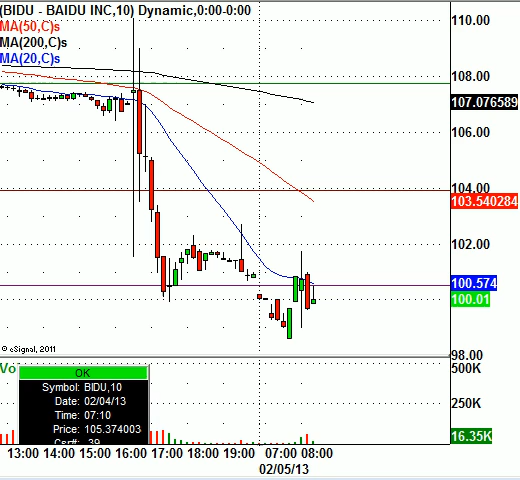 (BIDU - BAIDU INC,10) Dynamic,0:00-0:00
MA(50,C)s
MA(200,C)s
MA(20,C)s
110.00
108.00
107.076589
106.00
104.00
103.540284
102.00
100.574
100.01
98.00
© eSignal, 2011
Vo
OK
Symbol: BIDU,10
Date: 02/04/13
Time: 07:10
Price: 105.374003
Csr#: 39
500K
250K
16.35K
13:00 14:00 15:00 16:00 17:00 18:00 19:00 07:00 08:00
02/05/13